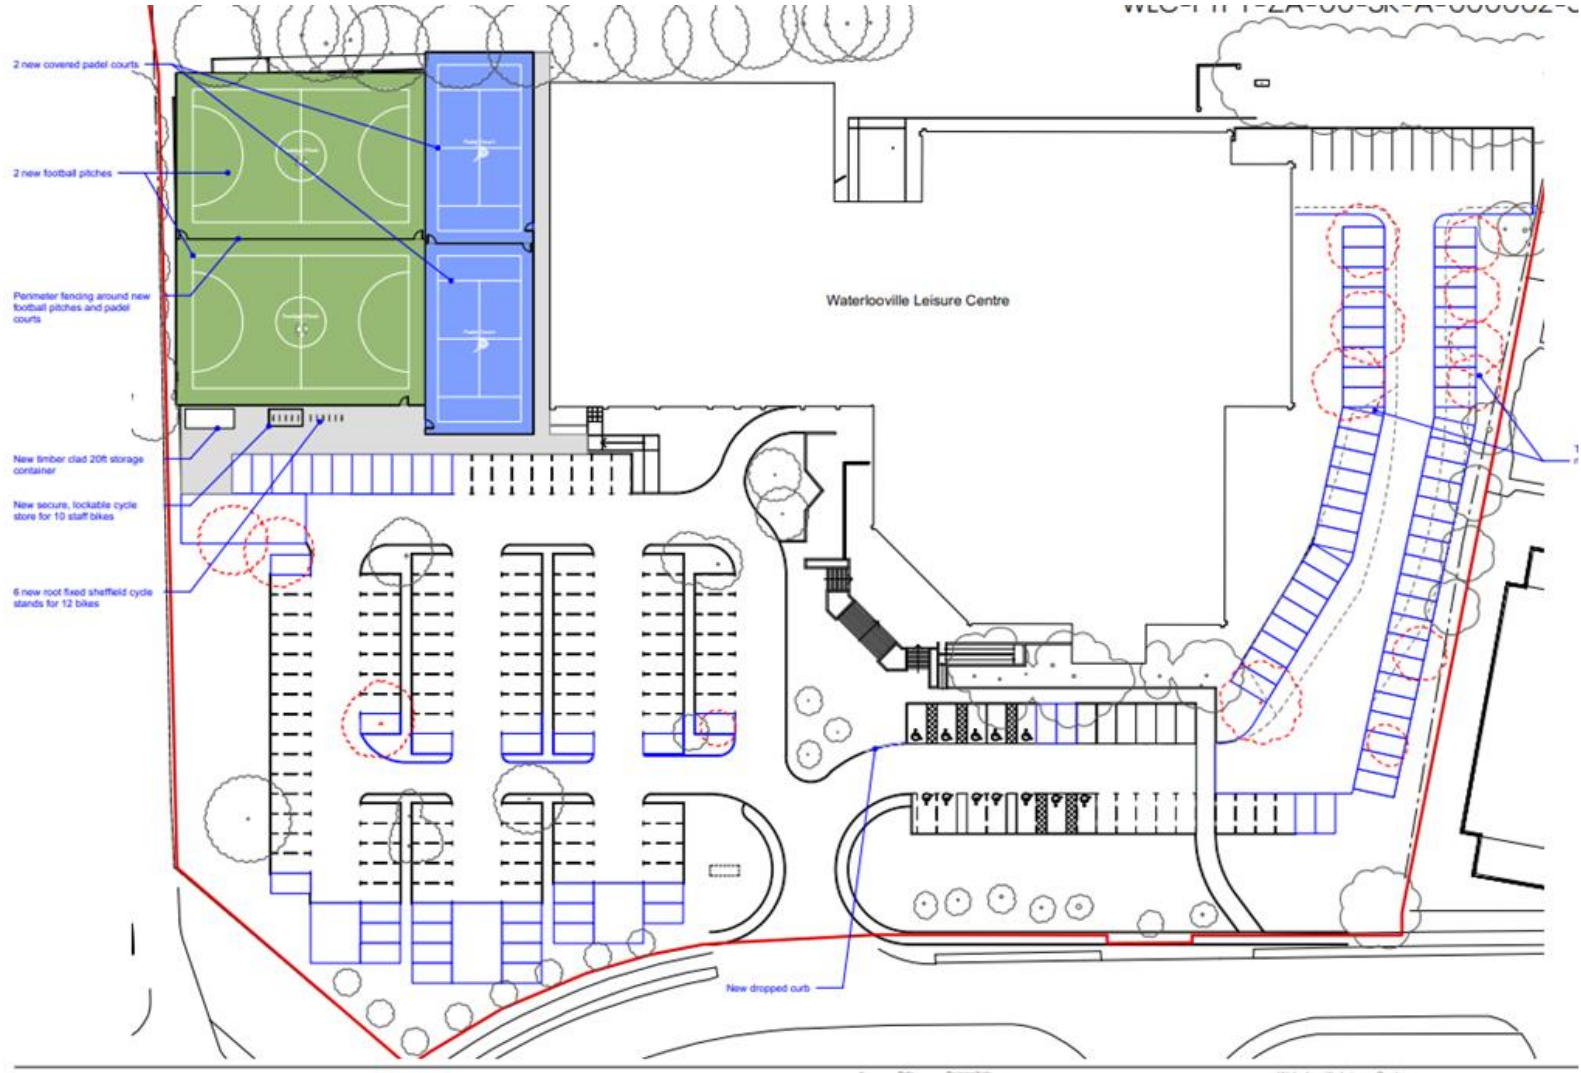 2 new covered padel courts
2 new football pitches
Perimeter fencing around new
football pitches and padel
courts
Waterlooville Leisure Centre
New timber clad 20ft storage
container
New secure, lockable cycle
store for 10 staff bikes
6 new root fixed sheffield cycle
stands for 12 bikes
New dropped curb